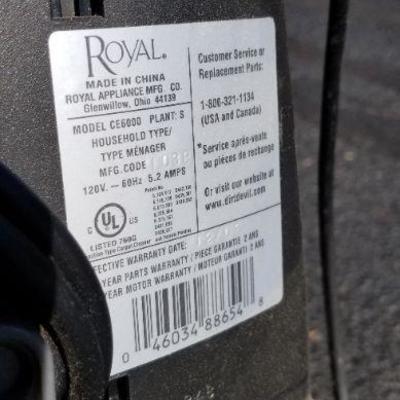 ROYAL®
MADE IN CHINA
ROYAL APPLIANCE MFG. CO.
Glenwillow, Ohio 44139
MODEL CE6000 PLANT: S
HOUSEHOLD TYPE/
TYPE MÉNAGER
MFG.CODE
120V.~60Hz 5.2 AMPS
UL
LISTED
EFFECTIVE WARRANTY DATE:
YEAR PARTS WARRANTY / PIECE GARANTIE 2 ANS
YEAR MOTOR WARRANTY / MOTEUR GARANTI 2 ANS
0 46034 88654 8
Customer Service or
Replacement Parts:
1-800-321-1134
(USA and Canada)
*Service après-vente
ou pièces de rechange
Or visit our website at
www.dirtdevil.com